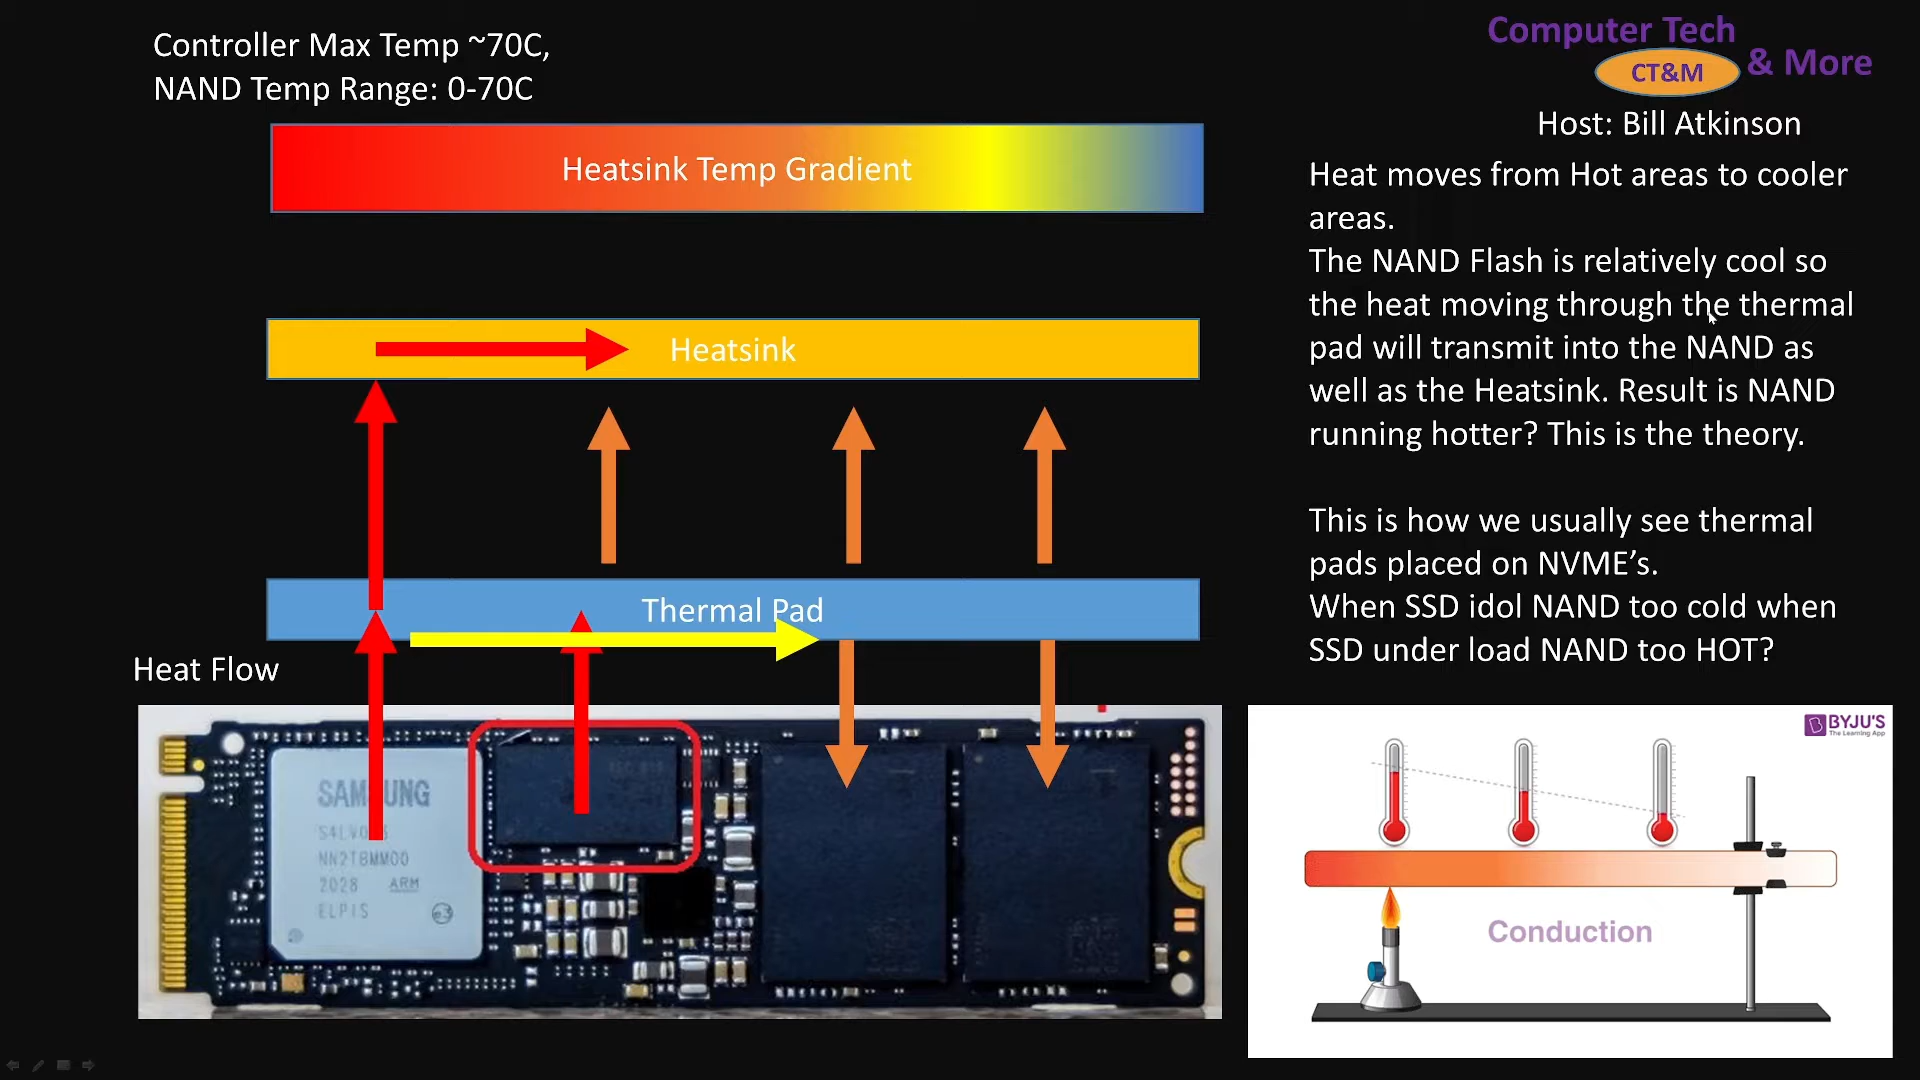 Controller Max Temp ~70C,
NAND Temp Range: 0-70C
Computer Tech
& More
CT&M
Host: Bill Atkinson
Heatsink Temp Gradient
Heat moves from Hot areas to cooler
areas.
The NAND Flash is relatively cool so
the heat moving through the thermal
pad will transmit into the NAND as
well as the Heatsink. Result is NAND
running hotter? This is the theory.
This is how we usually see thermal
pads placed on NVME's.
When SSD idol NAND too cold when
SSD under load NAND too HOT?
Heatsink
Thermal Pad
Heat Flow
NN2TBMM00
2028 ARM
ELPIS
e3
BYJU'S
The Learning App
Conduction